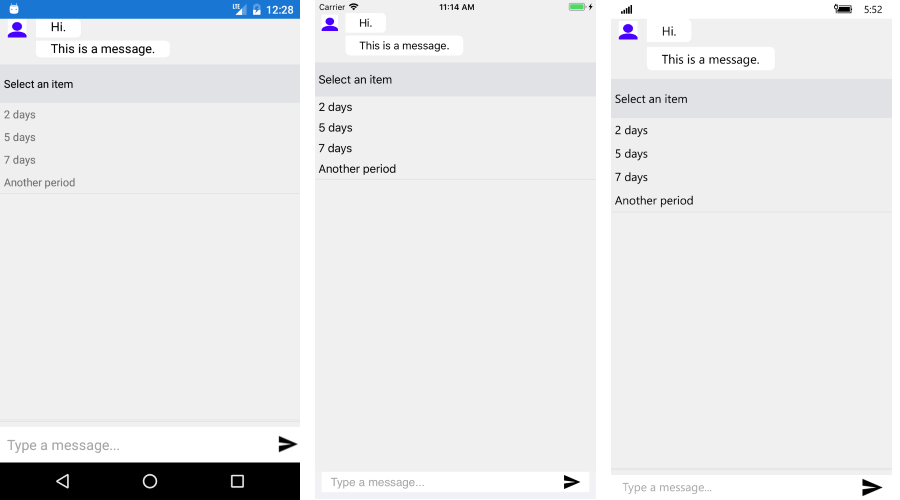 LTE 12:28
Hi.
This is a message.
Select an item
2 days
5 days
7 days
Another period
Type a message...
Carrier 11:14 AM
Hi.
This is a message.
Select an item
2 days
5 days
7 days
Another period
Type a message...
5:52
Hi.
This is a message.
Select an item
2 days
5 days
7 days
Another period
Type a message...